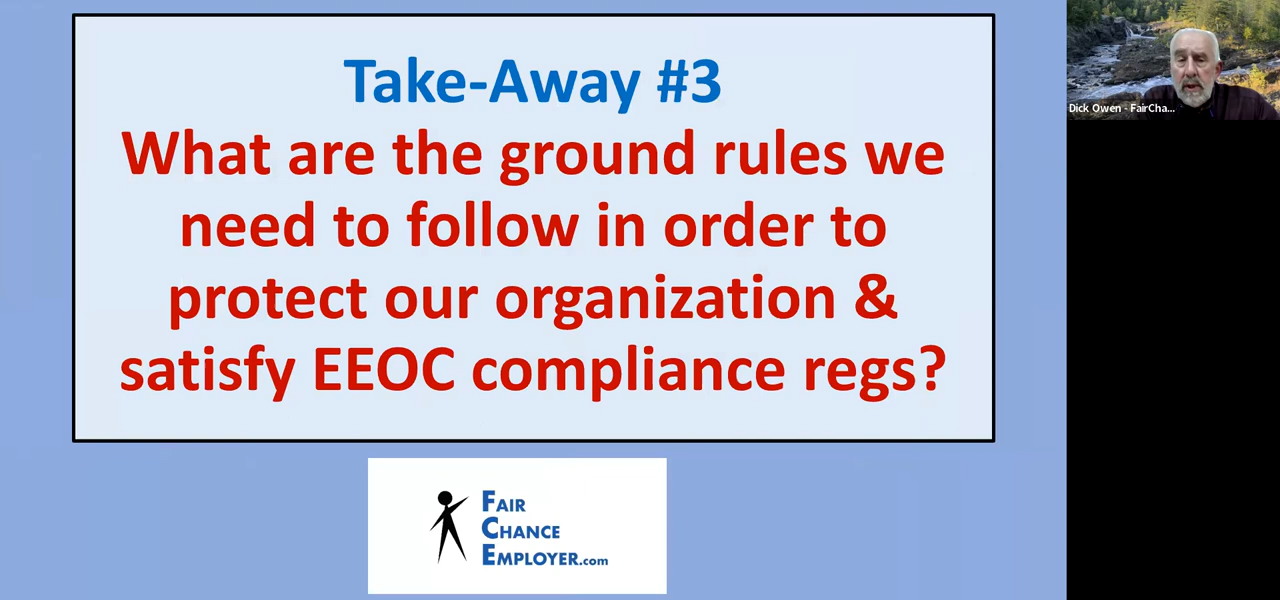 Take-Away #3
What are the ground rules we
need to follow in order to
protect our organization &
satisfy EEOC compliance regs?
FAIR
CHANCE
EMPLOYER.com
Dick Owen - FairCha...